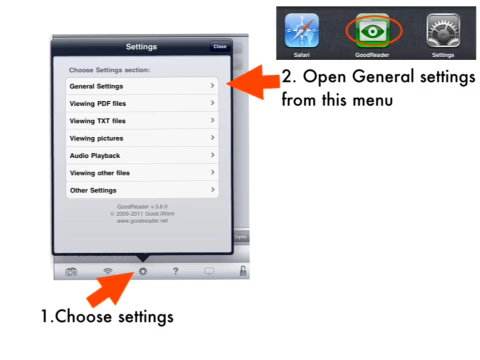 Settings
Close
Choose Settings section:
General Settings
Viewing PDF files
Viewing TXT files
Viewing pictures
Audio Playback
Viewing other files
Other Settings
GoodReader v.3.6.0
© 2009-2011 Good.iWare
www.goodreader.net
?
1.Choose settings
Safari
GoodReader
Settings
2. Open General settings
from this menu